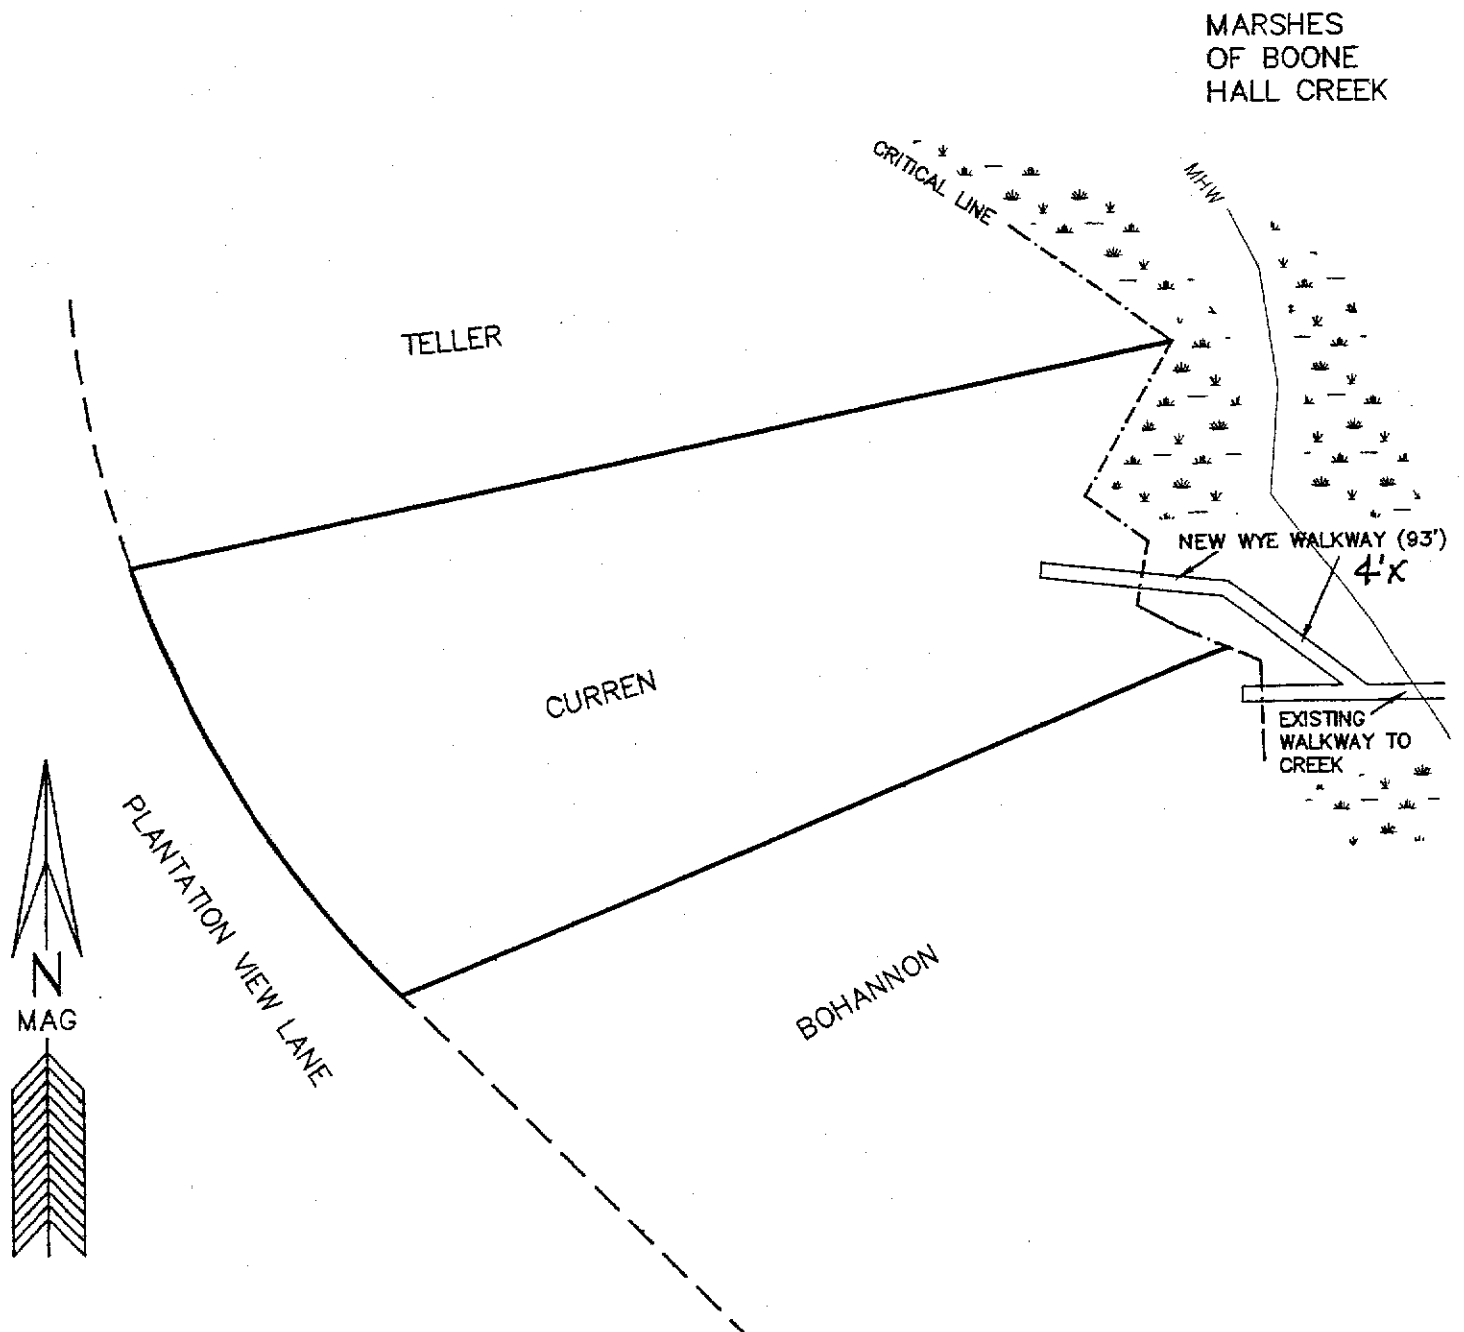 MARSHES
OF BOONE
HALL CREEK
CRITICAL LINE
MHW
TELLER
NEW WYE WALKWAY (93')
4'X
CURREN
EXISTING
WALKWAY TO
CREEK
PLANTATION VIEW LANE
BOHANNON
N
MAG